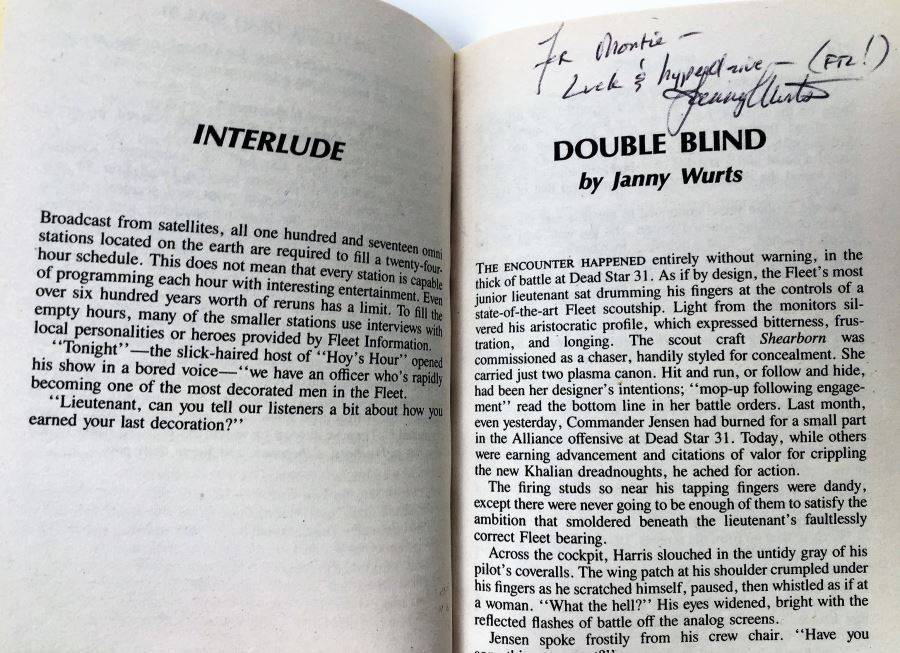 INTERLUDE
Broadcast from satellites, all one hundred and seventeen omni
stations located on the earth are required to fill a twenty-four-
hour schedule. This does not mean that every station is capable
of programming each hour with interesting entertainment. Even
over six hundred years worth of reruns has a limit. To fill the
empty hours, many of the smaller stations use interviews with
local personalities or heroes provided by Fleet Information.
"Tonight"—the slick-haired host of "Hoy's Hour" opened
his show in a bored voice—"we have an officer who's rapidly
becoming one of the most decorated men in the Fleet.
"Lieutenant, can you tell our listeners a bit about how you
earned your last decoration?"
Fr Montie —
Luck & hyperdrive — (FTL!)
Janny Wurts
DOUBLE BLIND
by Janny Wurts
THE ENCOUNTER HAPPENED entirely without warning, in the
thick of battle at Dead Star 31. As if by design, the Fleet's most
junior lieutenant sat drumming his fingers at the controls of a
state-of-the-art Fleet scoutship. Light from the monitors sil-
vered his aristocratic profile, which expressed bitterness, frus-
tration, and longing. The scout craft Shearborn was
commissioned as a chaser, handily styled for concealment. She
carried just two plasma canon. Hit and run, or follow and hide,
had been her designer's intentions; "mop-up following engage-
ment" read the bottom line in her battle orders. Last month,
even yesterday, Commander Jensen had burned for a small part
in the Alliance offensive at Dead Star 31. Today, while others
were earning advancement and citations of valor for crippling
the new Khalian dreadnoughts, he ached for action.
The firing studs so near his tapping fingers were dandy,
except there were never going to be enough of them to satisfy the
ambition that smoldered beneath the lieutenant's faultlessly
correct Fleet bearing.
Across the cockpit, Harris slouched in the untidy gray of his
pilot's coveralls. The wing patch at his shoulder crumpled under
his fingers as he scratched himself, paused, then whistled as if at
a woman. "What the hell?" His eyes widened, bright with the
reflected flashes of battle off the analog screens.
Jensen spoke frostily from his crew chair. "Have you